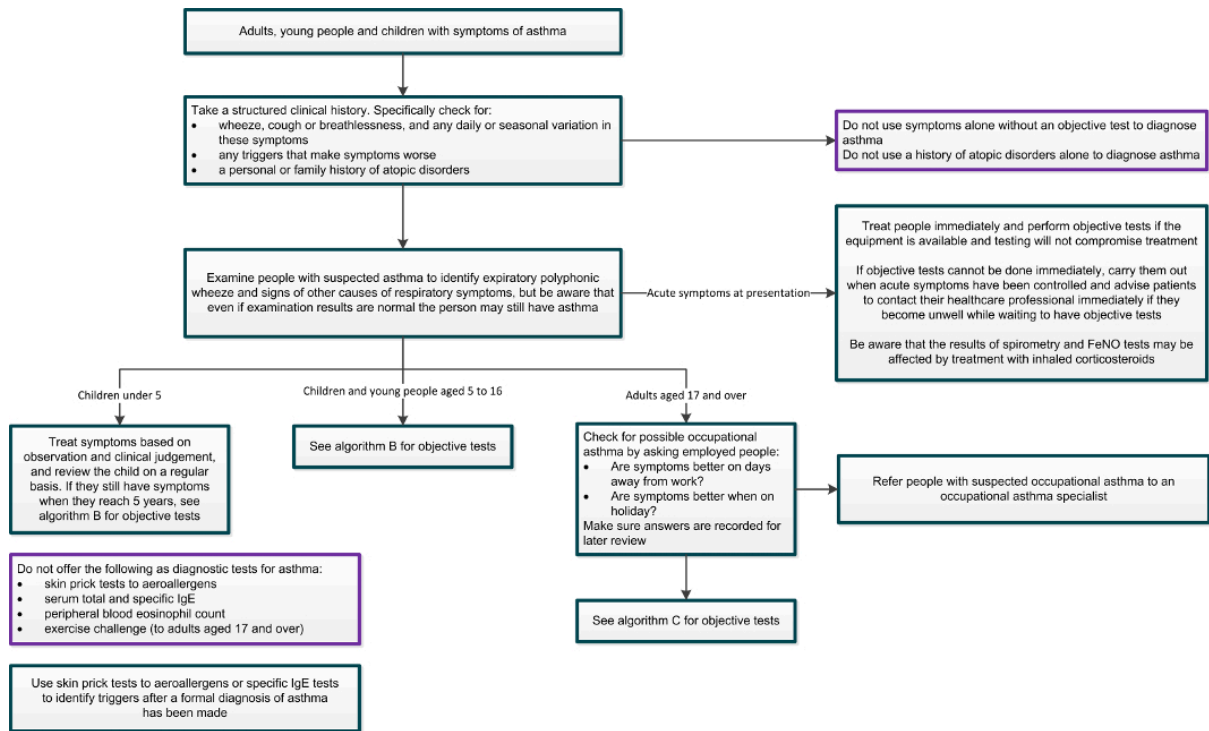 Adults, young people and children with symptoms of asthma
Take a structured clinical history. Specifically check for:
• wheeze, cough or breathlessness, and any daily or seasonal variation in
these symptoms
• any triggers that make symptoms worse
• a personal or family history of atopic disorders
Do not use symptoms alone without an objective test to diagnose
asthma
Do not use a history of atopic disorders alone to diagnose asthma
Examine people with suspected asthma to identify expiratory polyphonic
wheeze and signs of other causes of respiratory symptoms, but be aware that
even if examination results are normal the person may still have asthma
Acute symptoms at presentation
Treat people immediately and perform objective tests if the
equipment is available and testing will not compromise treatment
If objective tests cannot be done immediately, carry them out
when acute symptoms have been controlled and advise patients
to contact their healthcare professional immediately if they
become unwell while waiting to have objective tests
Be aware that the results of spirometry and FeNO tests may be
affected by treatment with inhaled corticosteroids
Children under 5
Children and young people aged 5 to 16
Adults aged 17 and over
Treat symptoms based on
observation and clinical judgement,
and review the child on a regular
basis. If they still have symptoms
when they reach 5 years, see
algorithm B for objective tests
See algorithm B for objective tests
Check for possible occupational
asthma by asking employed people:
• Are symptoms better on days
away from work?
• Are symptoms better when on
holiday?
Make sure answers are recorded for
later review
Refer people with suspected occupational asthma to an
occupational asthma specialist
See algorithm C for objective tests
Do not offer the following as diagnostic tests for asthma:
• skin prick tests to aeroallergens
• serum total and specific IgE
• peripheral blood eosinophil count
• exercise challenge (to adults aged 17 and over)
Use skin prick tests to aeroallergens or specific IgE tests
to identify triggers after a formal diagnosis of asthma
has been made